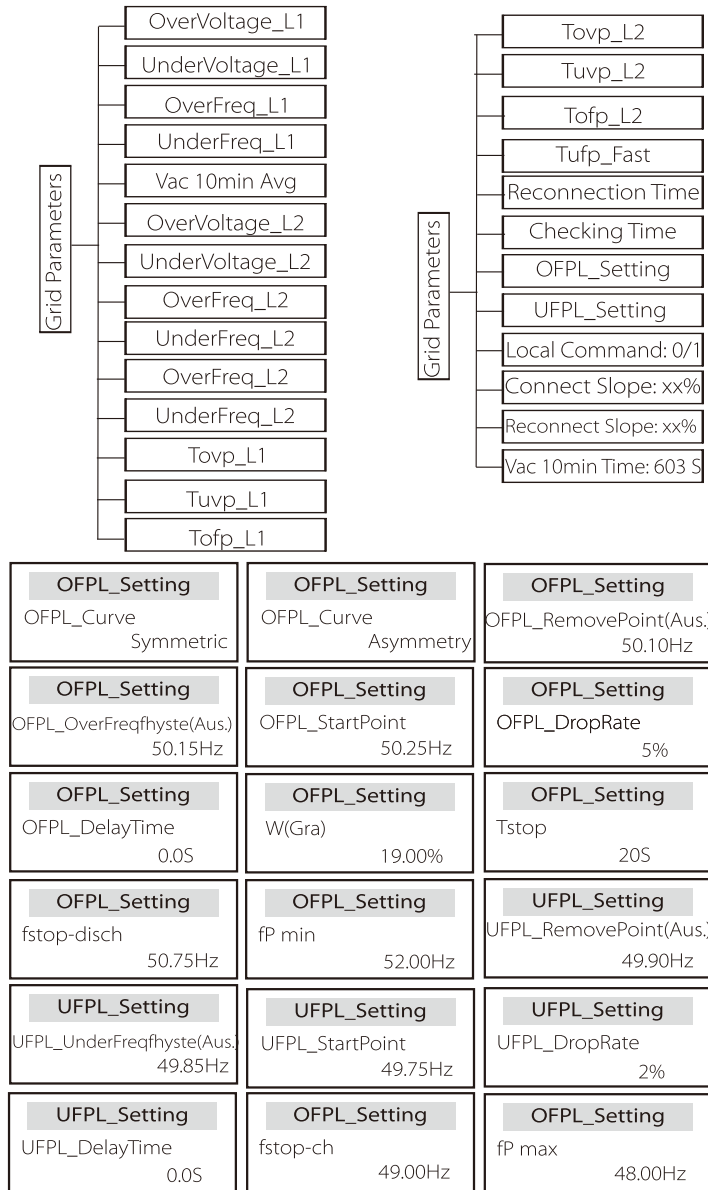 Grid Parameters
OverVoltage_L1
UnderVoltage_L1
OverFreq_L1
UnderFreq_L1
Vac 10min Avg
OverVoltage_L2
UnderVoltage_L2
OverFreq_L2
UnderFreq_L2
OverFreq_L2
UnderFreq_L2
Tovp_L1
Tuvp_L1
Tofp_L1
Grid Parameters
Tovp_L2
Tuvp_L2
Tofp_L2
Tufp_Fast
Reconnection Time
Checking Time
OFPL_Setting
UFPL_Setting
Local Command: 0/1
Connect Slope: xx%
Reconnect Slope: xx%
Vac 10min Time: 603 S
OFPL_Setting
OFPL_Curve
Symmetric
OFPL_Setting
OFPL_Curve
Asymmetry
OFPL_Setting
OFPL_RemovePoint(Aus.)
50.10Hz
OFPL_Setting
OFPL_OverFreqfhyste(Aus.)
50.15Hz
OFPL_Setting
OFPL_StartPoint
50.25Hz
OFPL_Setting
OFPL_DropRate
5%
OFPL_Setting
OFPL_DelayTime
0.0S
OFPL_Setting
W(Gra)
19.00%
OFPL_Setting
Tstop
20S
OFPL_Setting
fstop-disch
50.75Hz
OFPL_Setting
fP min
52.00Hz
UFPL_Setting
UFPL_RemovePoint(Aus.)
49.90Hz
UFPL_Setting
UFPL_UnderFreqfhyste(Aus.)
49.85Hz
UFPL_Setting
UFPL_StartPoint
49.75Hz
UFPL_Setting
UFPL_DropRate
2%
UFPL_Setting
UFPL_DelayTime
0.0S
OFPL_Setting
fstop-ch
49.00Hz
OFPL_Setting
fP max
48.00Hz